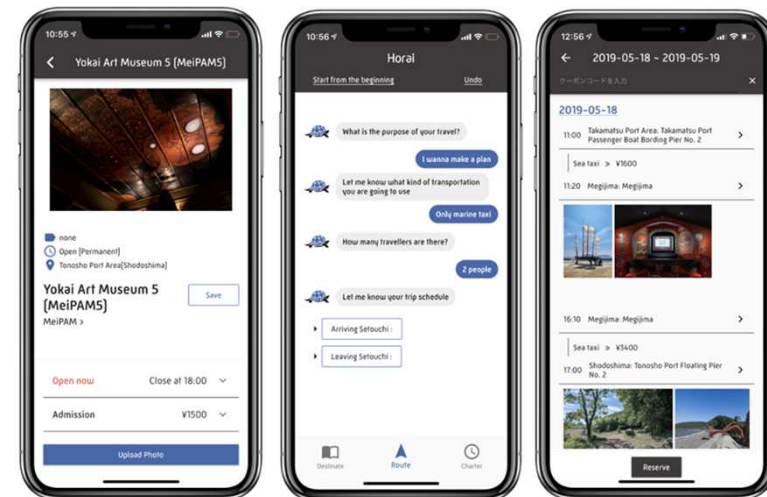 10:55
Yokai Art Museum 5 (MeiPAM5)
none
Open [Permanent]
Tonosho Port Area(Shodoshima)
Yokai Art Museum 5
(MeiPAM5)
Save
MeiPAM >
Open now
Close at 18:00
Admission
¥1500
Upload Photo
10:56
Horai
Start from the beginning
Undo
What is the purpose of your travel?
I wanna make a plan
Let me know what kind of transportation
you are going to use
Only marine taxi
How many travellers are there?
2 people
Let me know your trip schedule
Arriving Setouchi :
Leaving Setouchi :
Destinate
Route
Charter
12:56
2019-05-18 ~ 2019-05-19
クーポンコードを入力
2019-05-18
11:00 Takamatsu Port Area: Takamatsu Port
Passenger Boat Bording Pier No. 2
Sea taxi > ¥1600
11:20 Megijima: Megijima
16:10 Megijima: Megijima
Sea taxi > ¥3400
17:00 Shodoshima: Tonosho Port Floating Pier
No. 2
Reserve